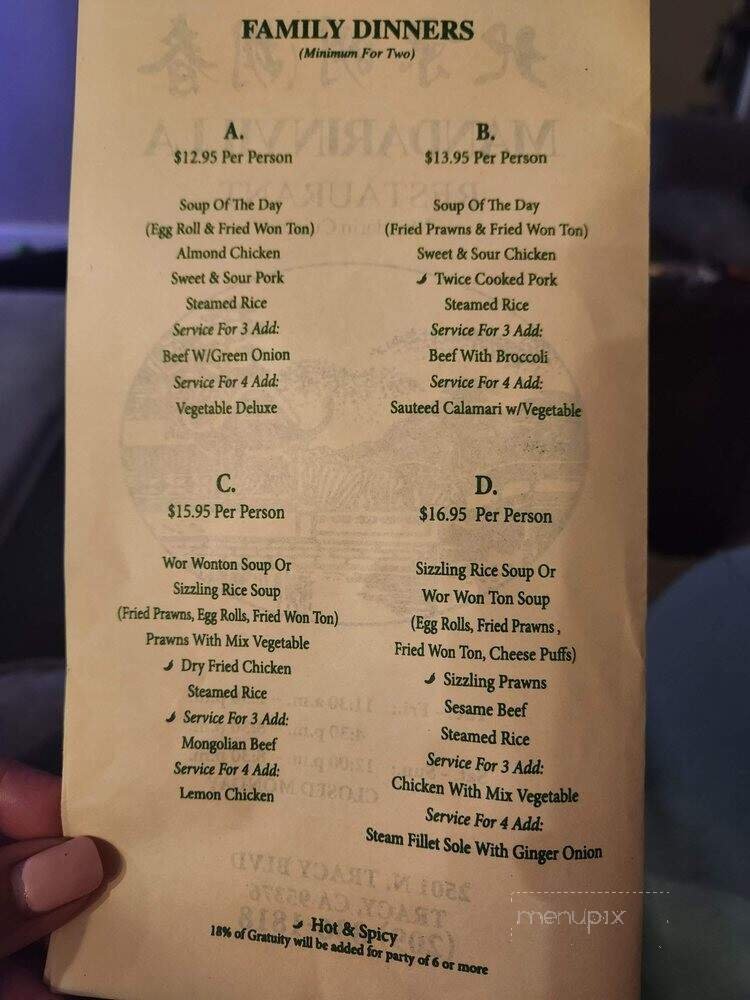 FAMILY DINNERS
(Minimum For Two)
A.
$12.95 Per Person
Soup Of The Day
(Egg Roll & Fried Won Ton)
Almond Chicken
Sweet & Sour Pork
Steamed Rice
Service For 3 Add:
Beef W/Green Onion
Service For 4 Add:
Vegetable Deluxe
B.
$13.95 Per Person
Soup Of The Day
(Fried Prawns & Fried Won Ton)
Sweet & Sour Chicken
Twice Cooked Pork
Steamed Rice
Service For 3 Add:
Beef With Broccoli
Service For 4 Add:
Sauteed Calamari w/Vegetable
C.
$15.95 Per Person
Wor Wonton Soup Or
Sizzling Rice Soup
(Fried Prawns, Egg Rolls, Fried Won Ton)
Prawns With Mix Vegetable
Dry Fried Chicken
Steamed Rice
Service For 3 Add:
Mongolian Beef
Service For 4 Add:
Lemon Chicken
D.
$16.95 Per Person
Sizzling Rice Soup Or
Wor Won Ton Soup
(Egg Rolls, Fried Prawns ,
Fried Won Ton, Cheese Puffs)
Sizzling Prawns
Sesame Beef
Steamed Rice
Service For 3 Add:
Chicken With Mix Vegetable
Service For 4 Add:
Steam Fillet Sole With Ginger Onion
Hot & Spicy
18% of Gratuity will be added for party of 6 or more
menupix